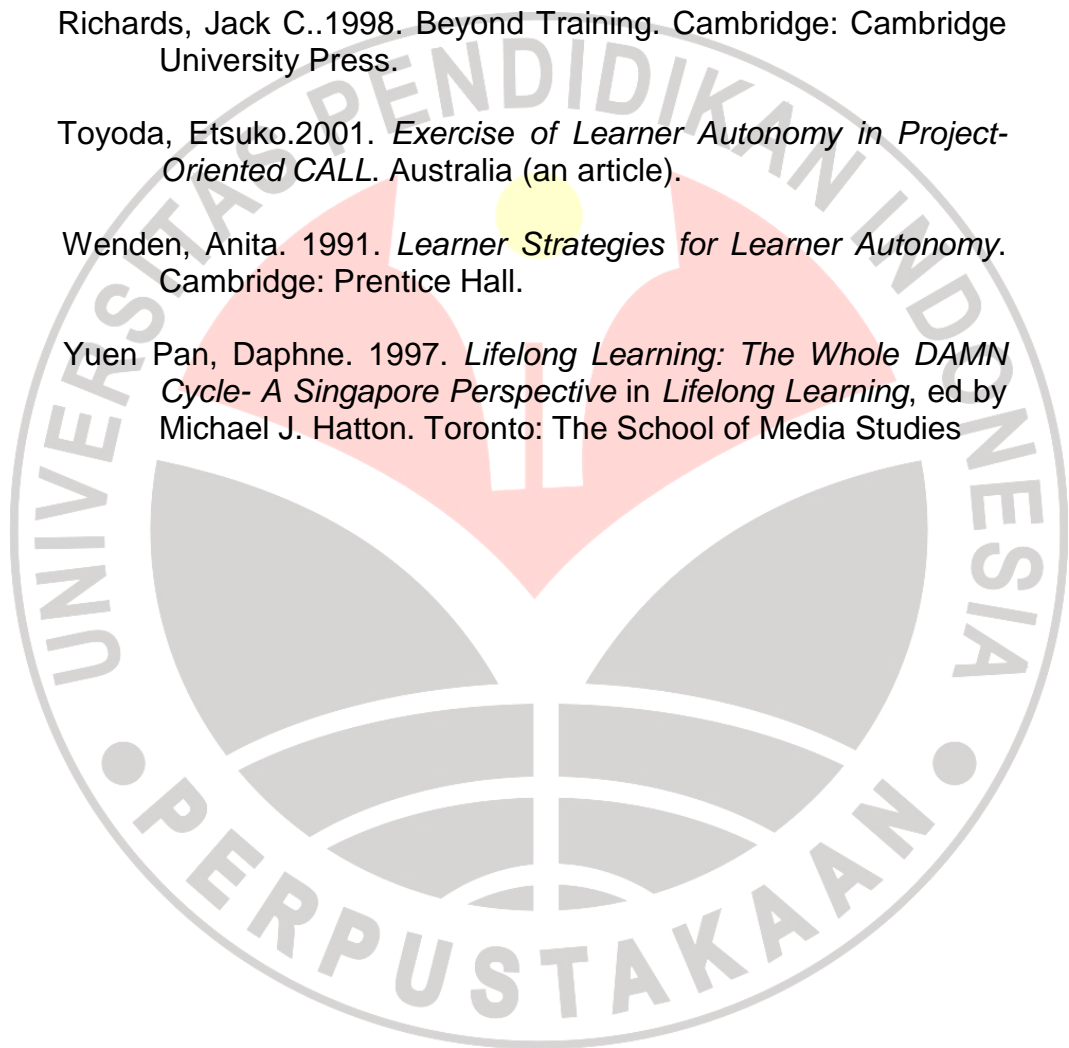 Richards, Jack C..1998. Beyond Training. Cambridge: Cambridge
University Press.
Toyoda, Etsuko.2001. Exercise of Learner Autonomy in Project-
Oriented CALL. Australia (an article).
Wenden, Anita. 1991. Learner Strategies for Learner Autonomy.
Cambridge: Prentice Hall.
Yuen Pan, Daphne. 1997. Lifelong Learning: The Whole DAMN
Cycle- A Singapore Perspective in Lifelong Learning, ed by
Michael J. Hatton. Toronto: The School of Media Studies
UNIVERSITAS PENDIDIKAN INDONESIA
PERPUSTAKAAN